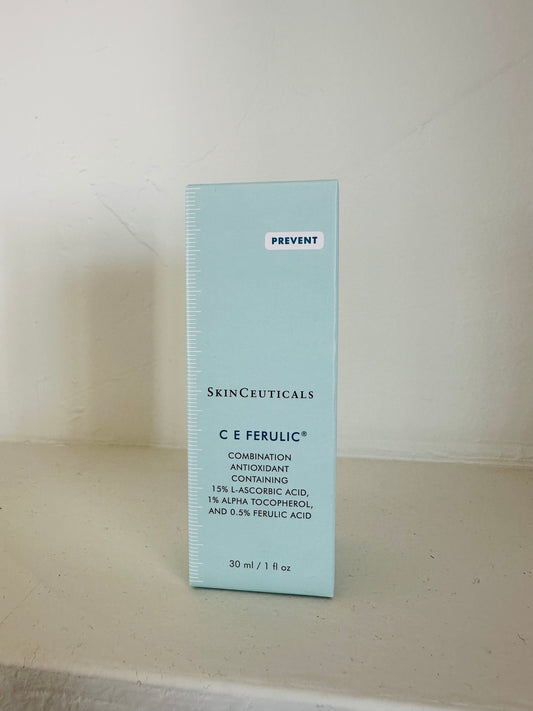 PREVENT
SKINCEUTICALS
C E FERULIC®
COMBINATION
ANTIOXIDANT
CONTAINING
15% L-ASCORBIC ACID,
1% ALPHA TOCOPHEROL,
AND 0.5% FERULIC ACID
30 ml / 1 fl oz